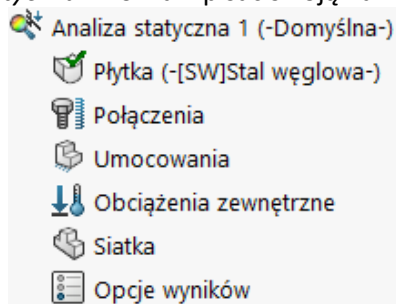 Analiza statyczna 1 (-Domyślna-)
Płytka (-[SW]Stal węglowa-)
Połączenia
Umocowania
Obciążenia zewnętrzne
Siatka
Opcje wyników